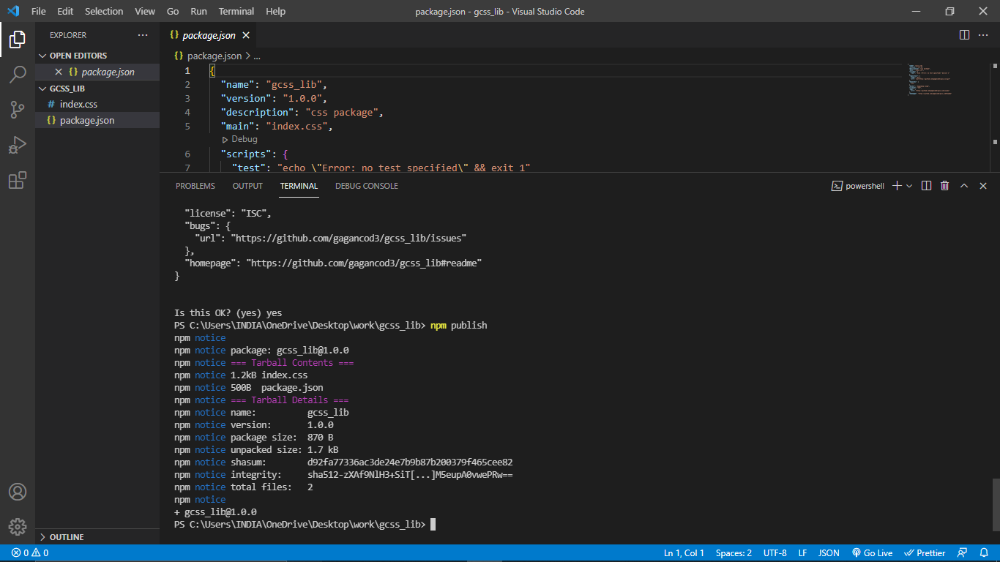 File Edit Selection View Go Run Terminal Help package.json - gcss_lib - Visual Studio Code
EXPLORER
OPEN EDITORS
{} package.json
GCSS_LIB
# index.css
{} package.json
OUTLINE
{} package.json
{} package.json > ...
1 {
2 "name": "gcss_lib",
3 "version": "1.0.0",
4 "description": "css package",
5 "main": "index.css",
Debug
6 "scripts": {
7 "test": "echo \"Error: no test specified\" && exit 1"
PROBLEMS OUTPUT TERMINAL DEBUG CONSOLE powershell
"license": "ISC",
"bugs": {
"url": "https://github.com/gagancod3/gcss_lib/issues"
},
"homepage": "https://github.com/gagancod3/gcss_lib#readme"
}
Is this OK? (yes) yes
PS C:\Users\INDIA\OneDrive\Desktop\work\gcss_lib> npm publish
npm notice
npm notice package: gcss_lib@1.0.0
npm notice === Tarball Contents ===
npm notice 1.2kB index.css
npm notice 500B package.json
npm notice === Tarball Details ===
npm notice name: gcss_lib
npm notice version: 1.0.0
npm notice package size: 870 B
npm notice unpacked size: 1.7 kB
npm notice shasum: d92fa77336ac3de24e7b9b87b200379f465cee82
npm notice integrity: sha512-zXAf9NlH3+SiT[...]M5eupA0vwePRw==
npm notice total files: 2
npm notice
+ gcss_lib@1.0.0
PS C:\Users\INDIA\OneDrive\Desktop\work\gcss_lib>
0 0 Ln 1, Col 1 Spaces: 2 UTF-8 LF JSON Go Live Prettier